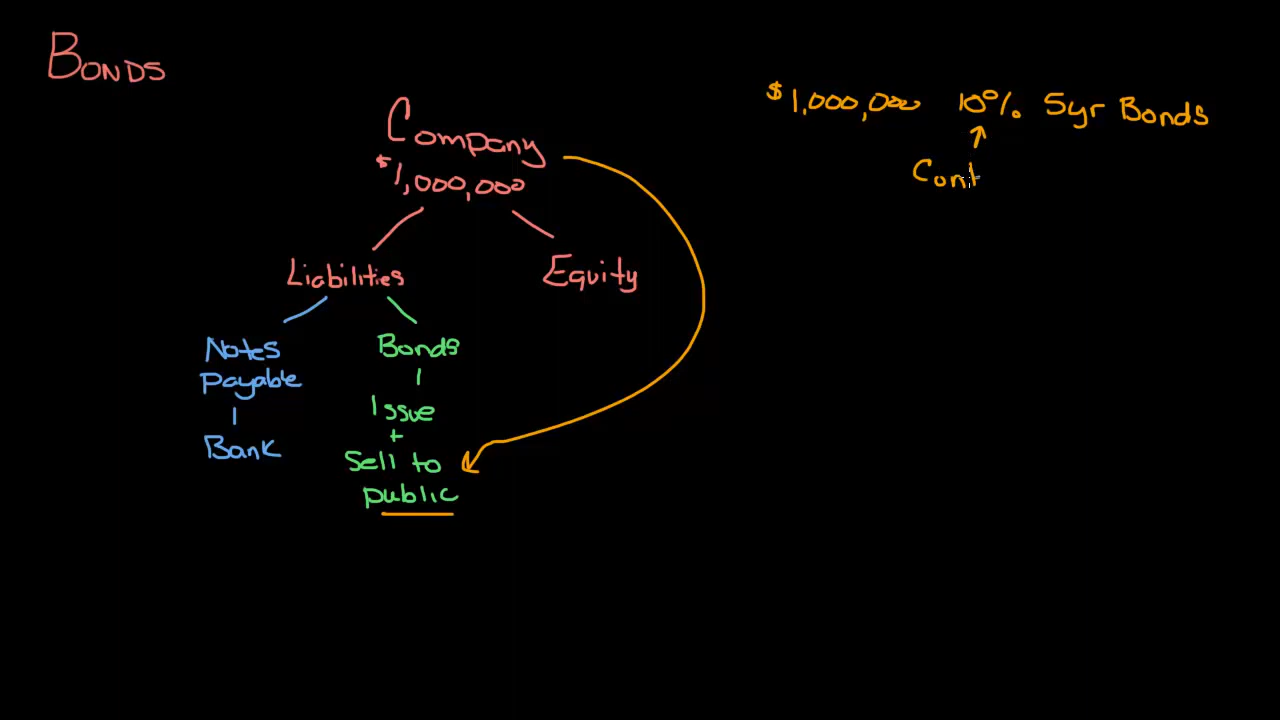 Bonds
Company
$1,000,000
Liabilities
Equity
Notes
Payable
Bank
Bonds
Issue
+
Sell to
public
$1,000,000 10% 5yr Bonds
Cont